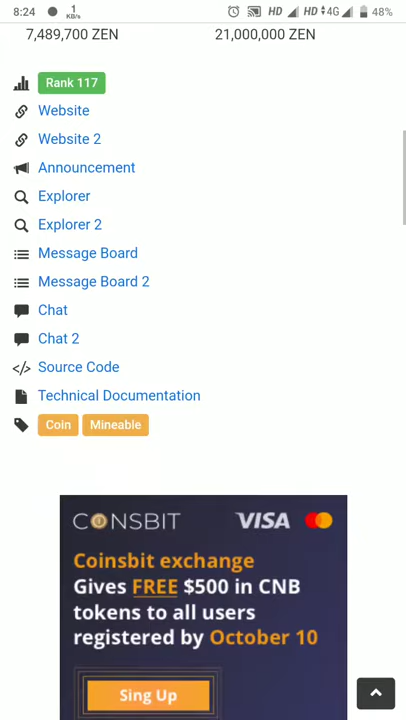 8:24
1
KB/s
HD
HD 4G
48%
7,489,700 ZEN
21,000,000 ZEN
Rank 117
Website
Website 2
Announcement
Explorer
Explorer 2
Message Board
Message Board 2
Chat
Chat 2
Source Code
Technical Documentation
Coin
Mineable
COINSBIT
VISA
Coinsbit exchange
Gives FREE $500 in CNB
tokens to all users
registered by October 10
Sing Up